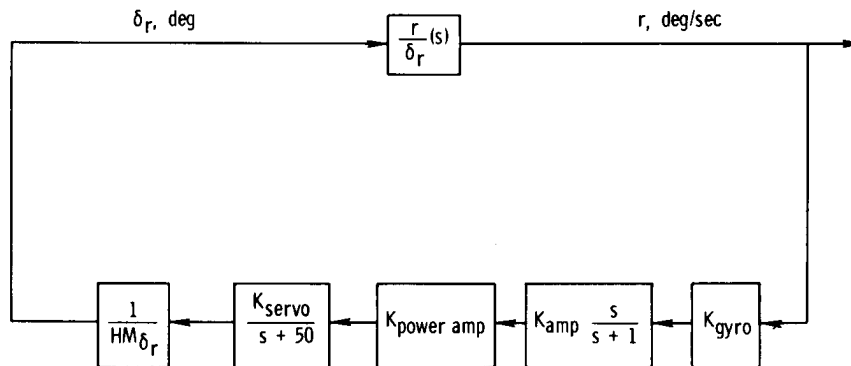 δr, deg
r/δr (s)
r, deg/sec
1/HMδr
Kservo/s + 50
Kpower amp
Kamp s/s + 1
Kgyro